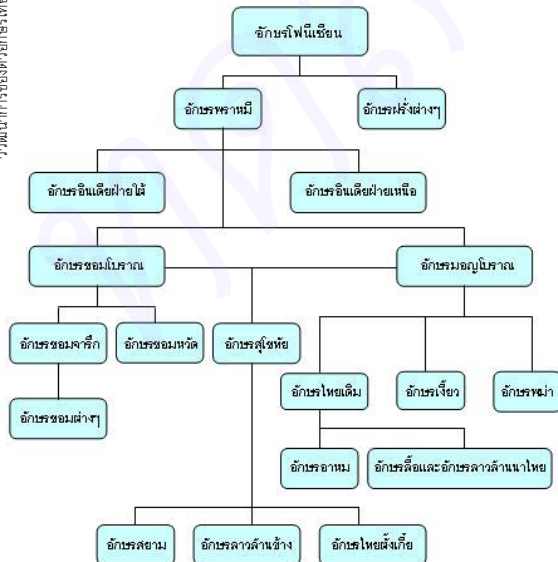 อักษรโฟนีเชียน
อักษรพราหมี
อักษรฝรั่งต่างๆ
อักษรอินเดียฝ่ายใต้
อักษรอินเดียฝ่ายเหนือ
อักษรขอมโบราณ
อักษรมอญโบราณ
อักษรขอมจารึก
อักษรขอมหวัด
อักษรสุโขทัย
อักษรไทยเดิม
อักษรเงี้ยว
อักษรพม่า
อักษรขอมต่างๆ
อักษรอาหม
อักษรลื้อและอักษรลาวล้านนาไทย
อักษรสยาม
อักษรลาวล้านช้าง
อักษรไทยตั้งเกี๋ย